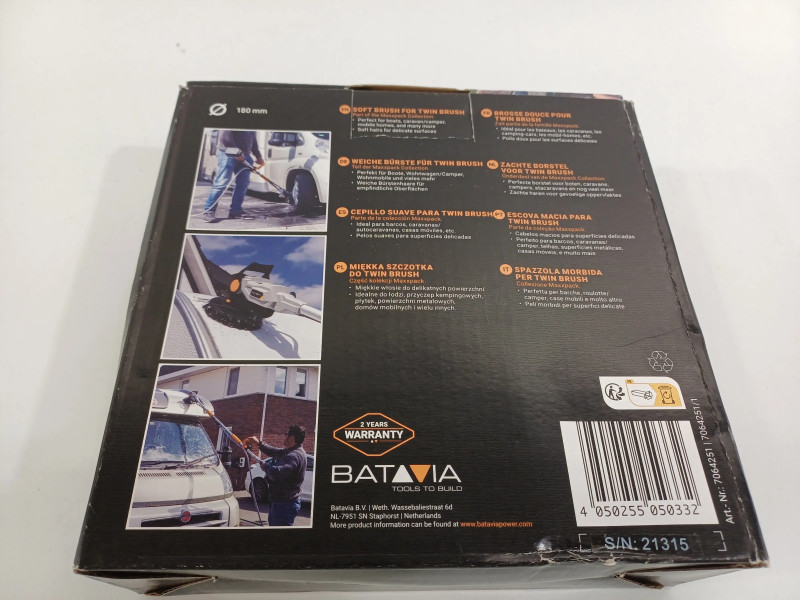 180 mm
EN SOFT BRUSH FOR TWIN BRUSH
Part of the Maxxpack Collection
• Perfect for boats, caravan/camper,
mobile homes, and many more
• Soft hairs for delicate surfaces
FR BROSSE DOUCE POUR
TWIN BRUSH
Fait partie de la famille Maxxpack
• Idéal pour les bateaux, les caravanes, les
camping-cars, les mobil-homes, etc.
• Poils doux pour les surfaces délicates
DE WEICHE BÜRSTE FÜR TWIN BRUSH
Teil der Maxxpack Collection
• Perfekt für Boote, Wohnwagen/Camper,
Wohnmobile und vieles mehr
• Weiche Bürstenhaare für
empfindliche Oberflächen
NL ZACHTE BORSTEL
VOOR TWIN BRUSH
Onderdeel van de Maxxpack Collection
• Perfecte borstel voor boten, caravans,
campers, stacaravans en nog veel meer
• Zachte haren voor gevoelige oppervlaktes
ES CEPILLO SUAVE PARA TWIN BRUSH
Parte de la colección Maxxpack
• Ideal para barcos, caravanas/
autocaravanas, casas móviles, etc.
• Pelos suaves para superficies delicadas
PT ESCOVA MACIA PARA
TWIN BRUSH
Parte da coleção Maxxpack
• Cabelos macios para superfícies delicadas
• Perfeito para barcos, caravanas/
camper, telhas, superfícies metálicas,
casas móveis, e muito mais
PL MIĘKKA SZCZOTKA
DO TWIN BRUSH
Część kolekcji Maxxpack
• Miękkie włosie do delikatnych powierzchni
• Idealne do łodzi, przyczep kempingowych,
płytek, powierzchni metalowych,
domów mobilnych i wielu innych.
IT SPAZZOLA MORBIDA
PER TWIN BRUSH
Collezione Maxxpack
• Perfetta per barche, roulotter
camper, case mobili e molto altro
• Peli morbidi per superfici delicate
2 YEARS
WARRANTY
BATAVIA
TOOLS TO BUILD
Batavia B.V. | Weth. Wassebaliestraat 6d
NL-7951 SN Staphorst | Netherlands
More product information can be found at www.bataviapower.com
4 050255 050332
Art.-Nr.: 7064251 | 7064251/1
S/N: 21315